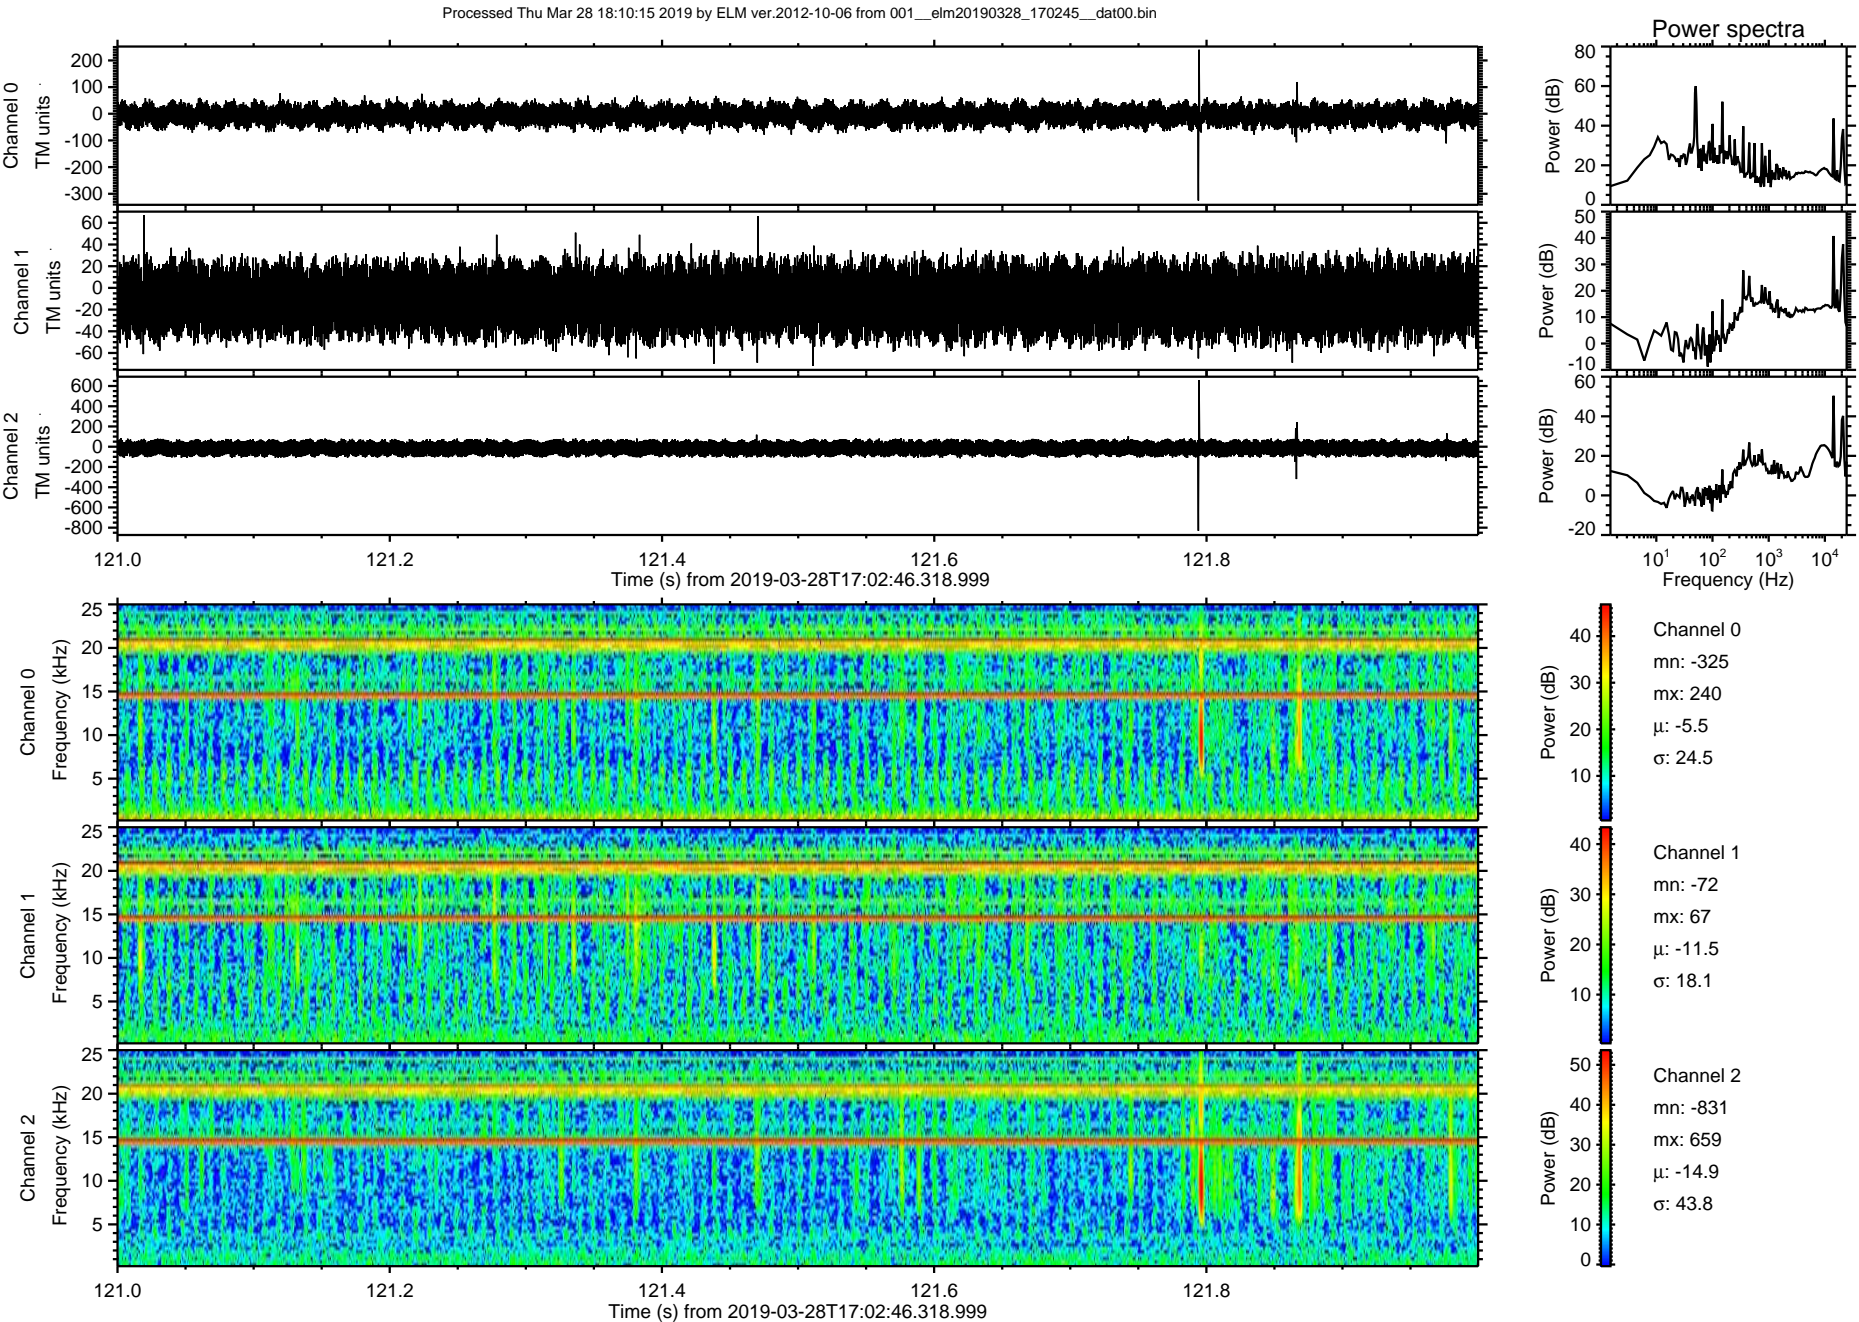 Processed Thu Mar 28 18:10:15 2019 by ELM ver.2012-10-06 from 001__elm20190328_170245__dat00.bin
Power spectra
Channel 0
TM units
200
100
0
-100
-200
-300
Power (dB)
80
60
40
20
0
Channel 1
TM units
60
40
20
0
-20
-40
-60
Power (dB)
50
40
30
20
10
0
-10
Channel 2
TM units
600
400
200
0
-200
-400
-600
-800
Power (dB)
60
40
20
0
-20
121.0 121.2 121.4 121.6 121.8
Time (s) from 2019-03-28T17:02:46.318.999
10¹ 10² 10³ 10⁴
Frequency (Hz)
Channel 0
Frequency (kHz)
25
20
15
10
5
Power (dB)
40
30
20
10
Channel 0
mn: -325
mx: 240
μ: -5.5
σ: 24.5
Channel 1
Frequency (kHz)
25
20
15
10
5
Power (dB)
40
30
20
10
Channel 1
mn: -72
mx: 67
μ: -11.5
σ: 18.1
Channel 2
Frequency (kHz)
25
20
15
10
5
Power (dB)
50
40
30
20
10
0
Channel 2
mn: -831
mx: 659
μ: -14.9
σ: 43.8
121.0 121.2 121.4 121.6 121.8
Time (s) from 2019-03-28T17:02:46.318.999